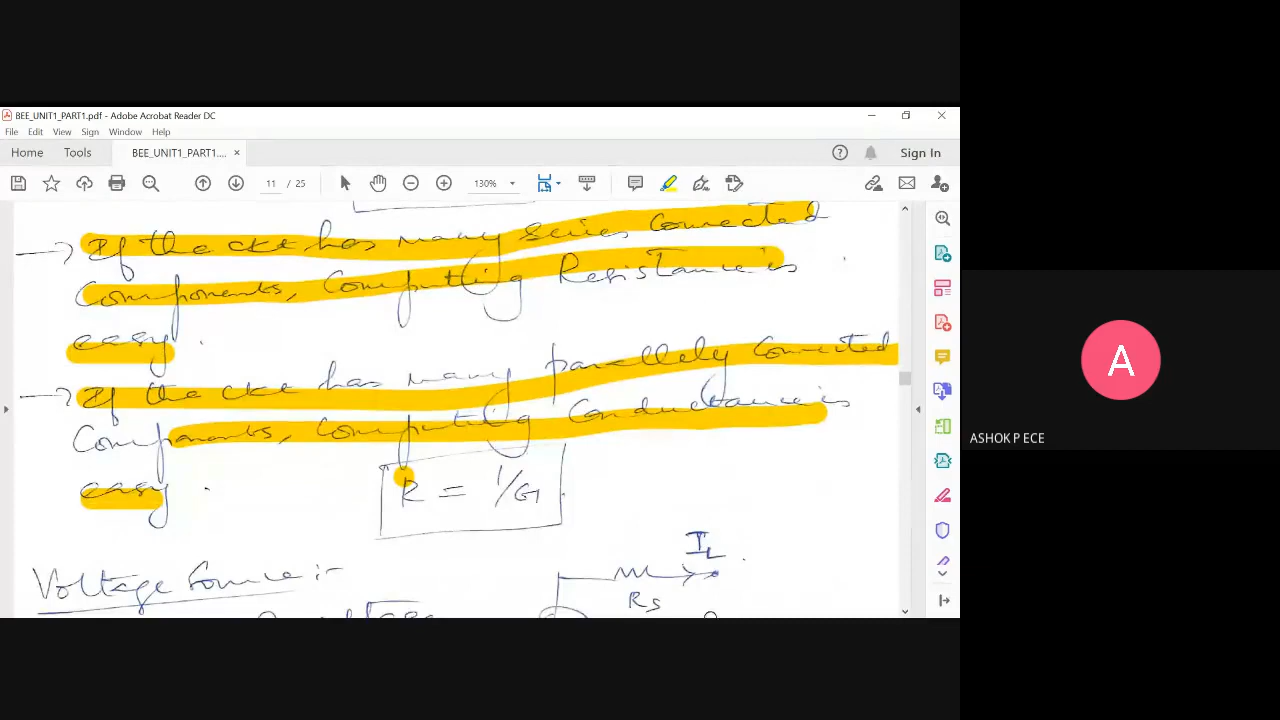 BEE_UNIT1_PART1.pdf - Adobe Acrobat Reader DC
File Edit View Window Sign Help
Home Tools BEE_UNIT1_PART1.... × Sign In
11 / 25 130%
→ If the ckt has many series connected
Components, Computing Resistance is
easy.
→ If the ckt has many parallely connected
Components, Computing Conductance is
easy.
R = 1/G
Voltage Source :-
IL
Rs
A
ASHOK P ECE